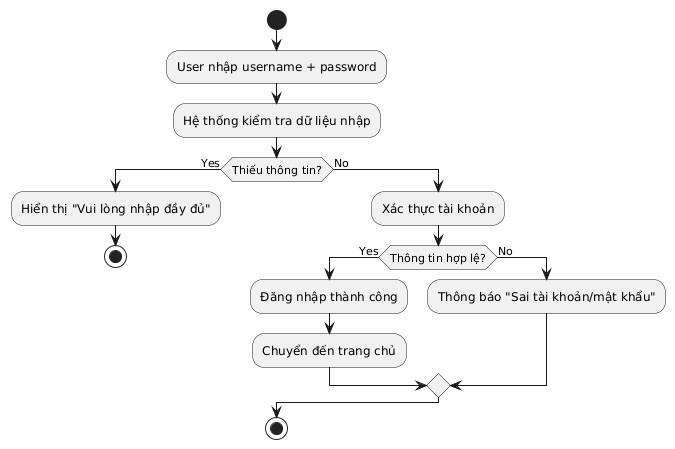 User nhập username + password
Hệ thống kiểm tra dữ liệu nhập
Yes
Thiếu thông tin?
No
Hiển thị "Vui lòng nhập đầy đủ"
Xác thực tài khoản
Yes
Thông tin hợp lệ?
No
Đăng nhập thành công
Thông báo "Sai tài khoản/mật khẩu"
Chuyển đến trang chủ